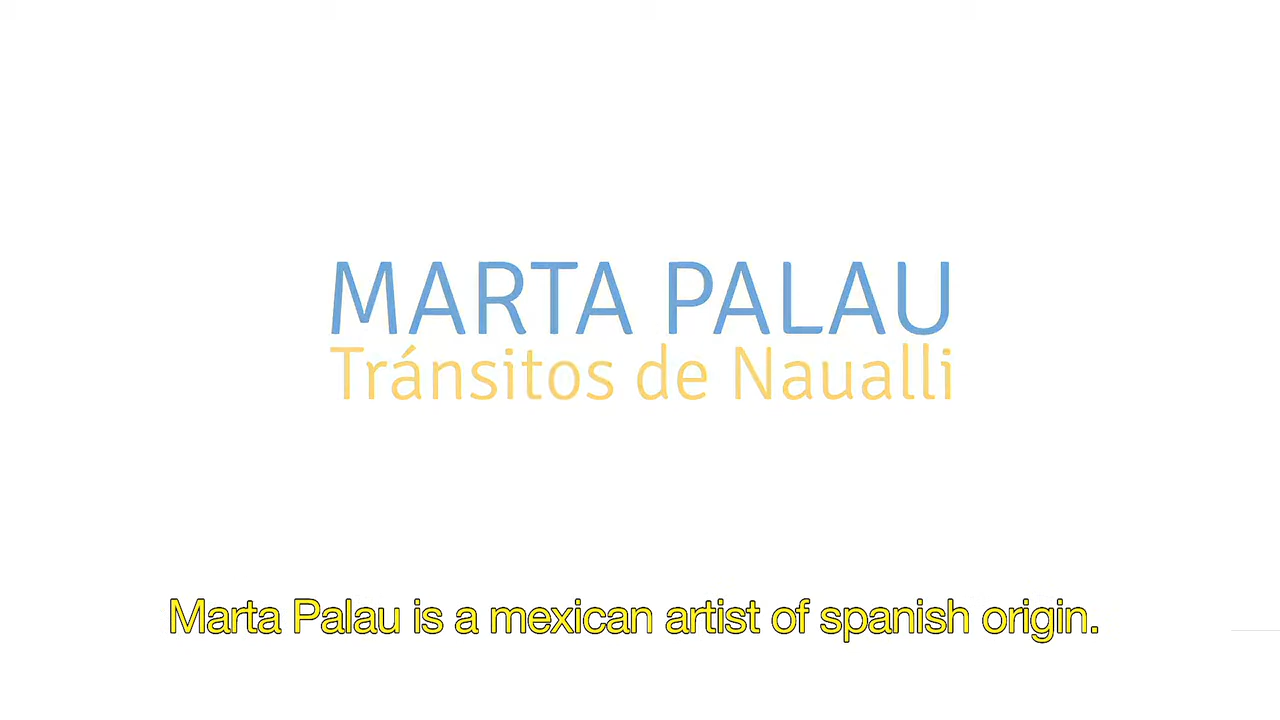 MARTA PALAU
Tránsitos de Naualli
Marta Palau is a mexican artist of spanish origin.